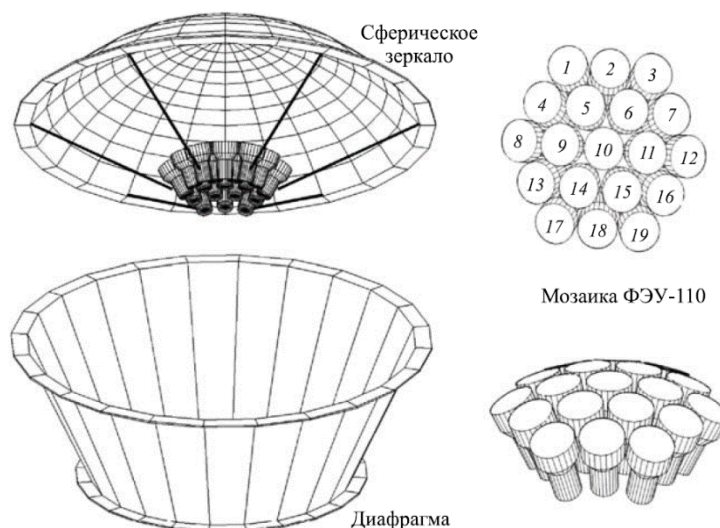 Сферическое
зеркало
1 2 3
4 5 6 7
8 9 10 11 12
13 14 15 16
17 18 19
Мозаика ФЭУ-110
Диафрагма